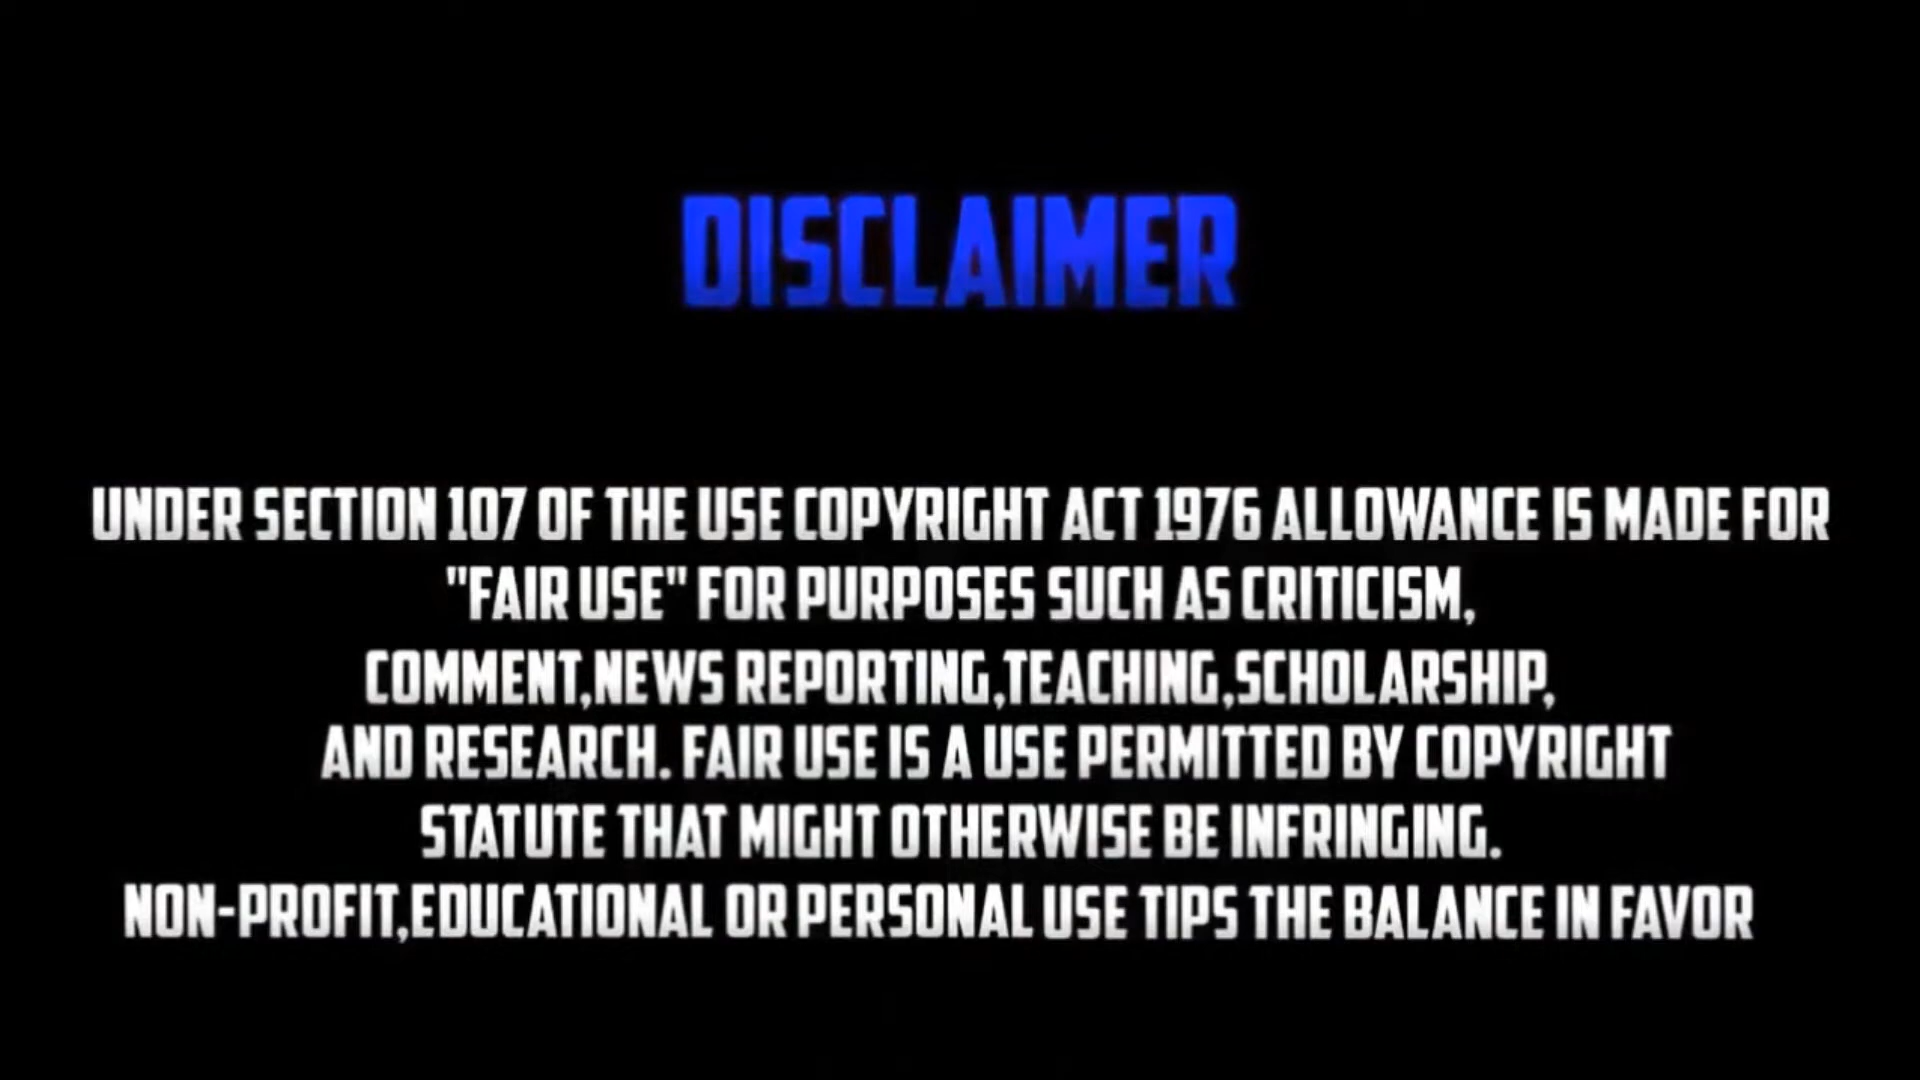 DISCLAIMER
UNDER SECTION 107 OF THE USE COPYRIGHT ACT 1976 ALLOWANCE IS MADE FOR
"FAIR USE" FOR PURPOSES SUCH AS CRITICISM,
COMMENT,NEWS REPORTING,TEACHING,SCHOLARSHIP,
AND RESEARCH. FAIR USE IS A USE PERMITTED BY COPYRIGHT
STATUTE THAT MIGHT OTHERWISE BE INFRINGING.
NON-PROFIT,EDUCATIONAL OR PERSONAL USE TIPS THE BALANCE IN FAVOR